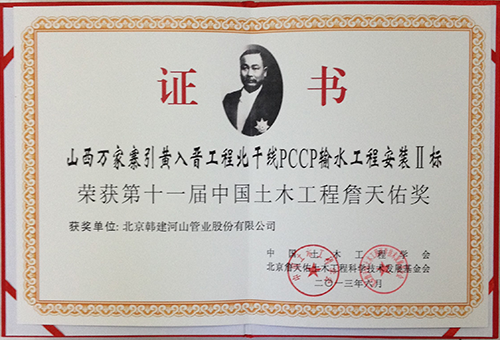 证 书
山西万家寨引黄入晋工程北干线PCCP输水工程安装Ⅱ标
荣获第十一届中国土木工程詹天佑奖
获奖单位:北京韩建河山管业股份有限公司
中国土木工程学会
北京詹天佑土木工程科学技术发展基金会
二〇一三年六月